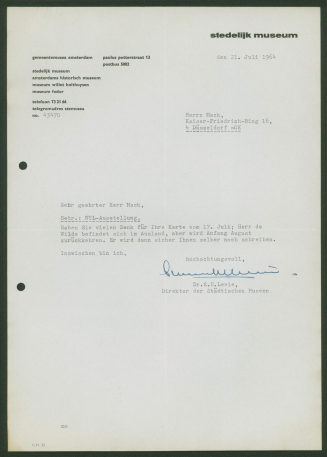 stedelijk museum
gemeentemusea amsterdam
paulus potterstraat 13
postbus 5082
den 21. Juli 1964
stedelijk museum
amsterdams historisch museum
museum willet holthuysen
museum fodor
telefoon 73 21 66
telegramadres stemusea
no. 43470
Herrn Mack,
Kaiser-Friedrich-Ring 16,
4 Düsseldorf
Sehr geehrter Herr Mack,
Betr.: NUL-Ausstellung.
Haben Sie vielen Dank für Ihre Karte vom 17. Juli; Herr de
Wilde befindet sich im Ausland, aber wird Anfang August
zurückkehren. Er wird dann sicher Ihnen selber noch schreiben.
Inzwischen bin ich,
Hochachtungsvoll,
Direktor der Städtischen Museen